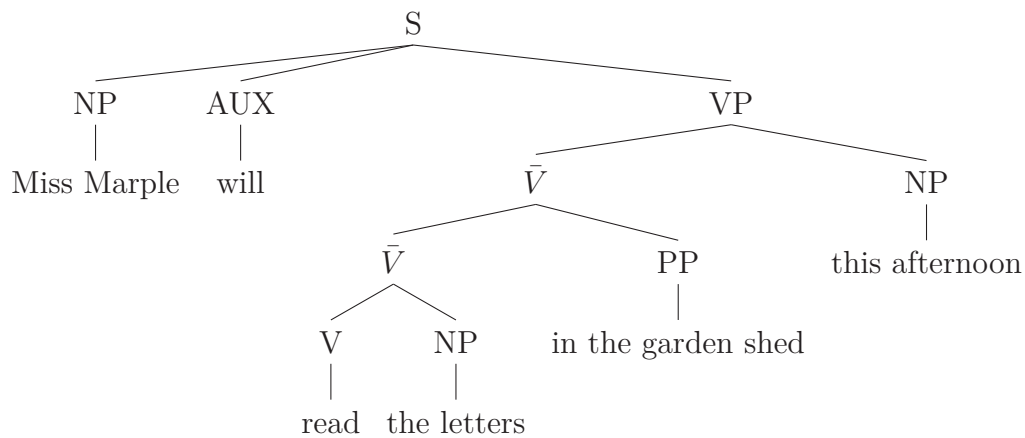 S
NP AUX VP
Miss Marple will V̄ NP
V̄ PP this afternoon
V NP in the garden shed
read the letters